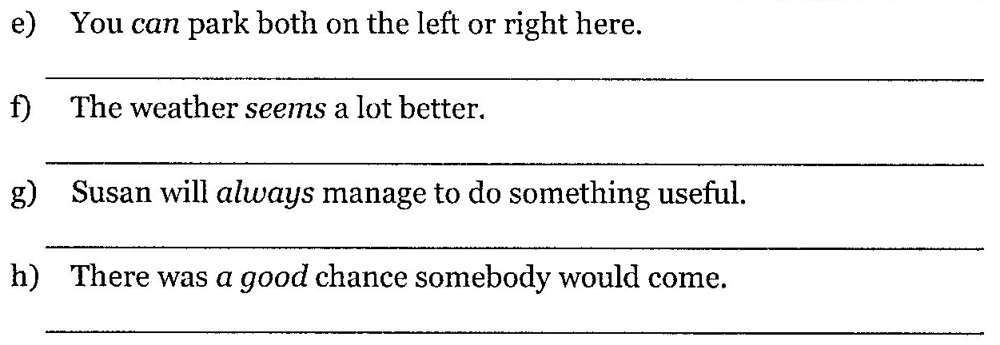 e) You can park both on the left or right here.
f) The weather seems a lot better.
g) Susan will always manage to do something useful.
h) There was a good chance somebody would come.